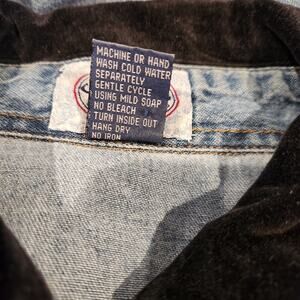 MACHINE OR HAND
WASH COLD WATER
SEPARATELY
GENTLE CYCLE
USING MILD SOAP
NO BLEACH
TURN INSIDE OUT
HANG DRY
NO IRON